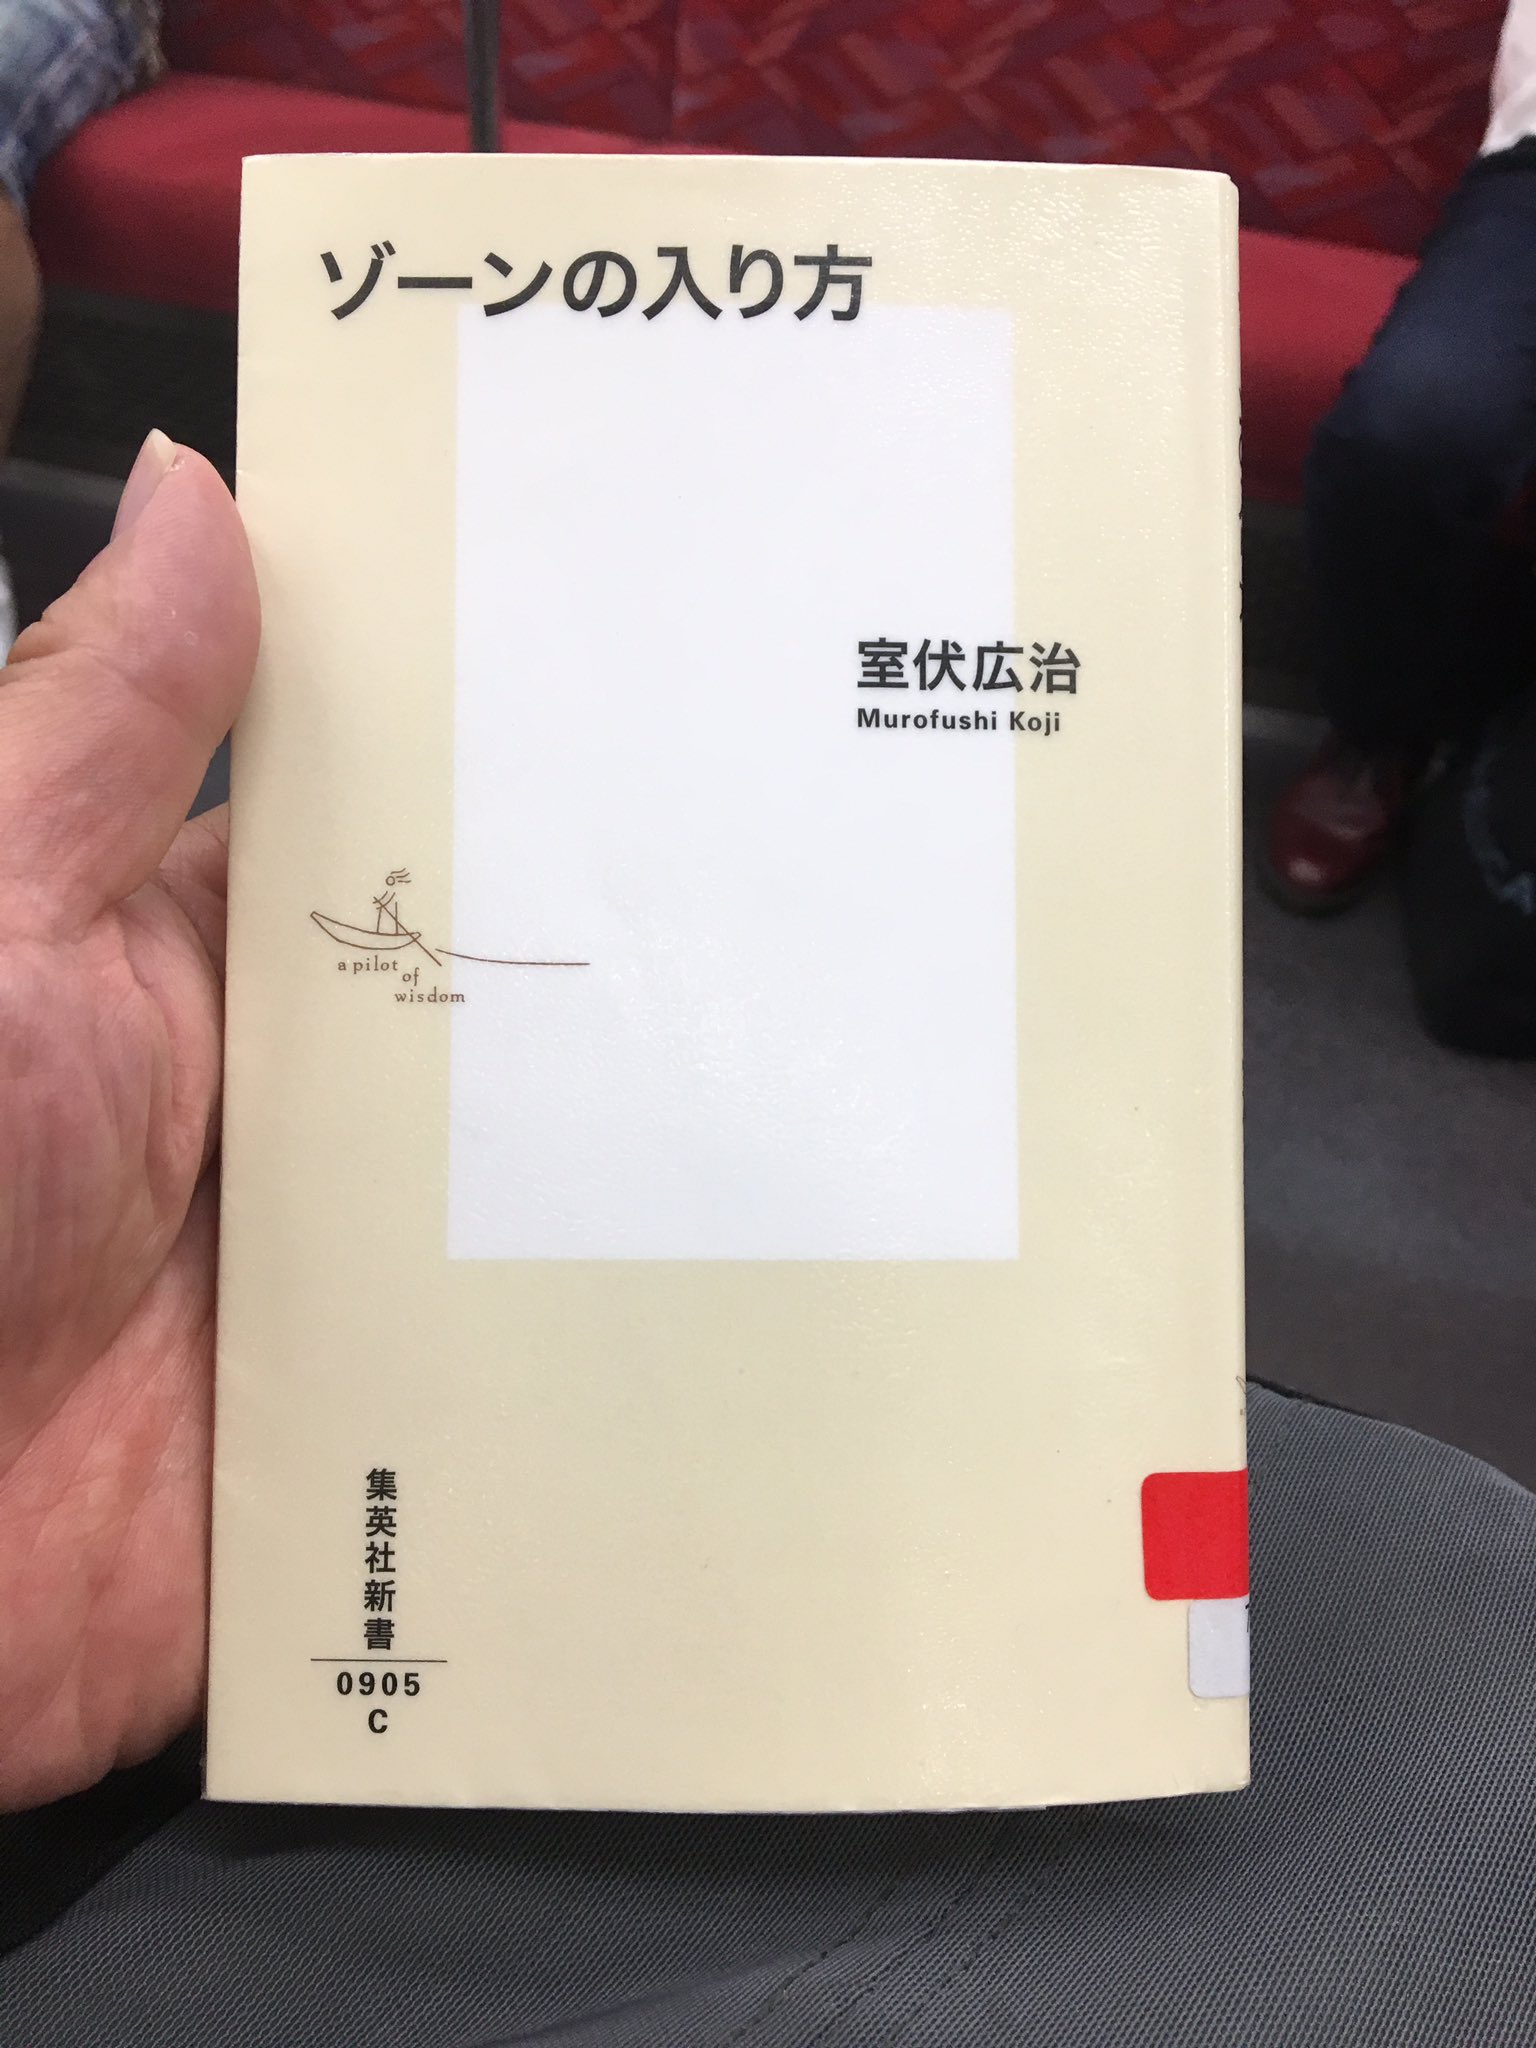 ゾーンの入り方
室伏広治
Murofushi Koji
a pilot
of
wisdom
集英社新書
0905
C